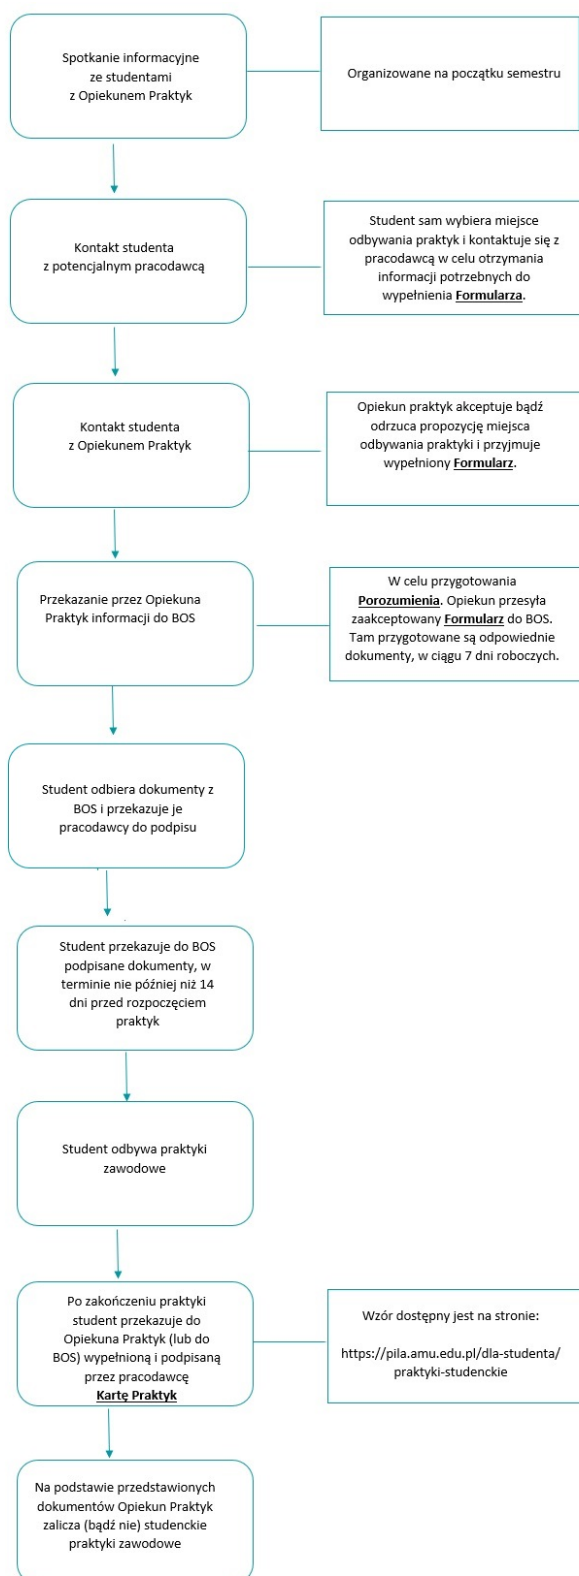 Spotkanie informacyjne
ze studentami
z Opiekunem Praktyk
Organizowane na początku semestru
Kontakt studenta
z potencjalnym pracodawcą
Student sam wybiera miejsce
odbywania praktyk i kontaktuje się z
pracodawcą w celu otrzymania
informacji potrzebnych do
wypełnienia Formularza.
Kontakt studenta
z Opiekunem Praktyk
Opiekun praktyk akceptuje bądź
odrzuca propozycję miejsca
odbywania praktyki i przyjmuje
wypełniony Formularz.
Przekazanie przez Opiekuna
Praktyk informacji do BOS
W celu przygotowania
Porozumienia. Opiekun przesyła
zaakceptowany Formularz do BOS.
Tam przygotowane są odpowiednie
dokumenty, w ciągu 7 dni roboczych.
Student odbiera dokumenty z
BOS i przekazuje je
pracodawcy do podpisu
Student przekazuje do BOS
podpisane dokumenty, w
terminie nie później niż 14
dni przed rozpoczęciem
praktyk
Student odbywa praktyki
zawodowe
Po zakończeniu praktyki
student przekazuje do
Opiekuna Praktyk (lub do
BOS) wypełnioną i podpisaną
przez pracodawcę
Kartę Praktyk
Wzór dostępny jest na stronie:
https://pila.amu.edu.pl/dla-studenta/
praktyki-studenckie
Na podstawie przedstawionych
dokumentów Opiekun Praktyk
zalicza (bądź nie) studenckie
praktyki zawodowe